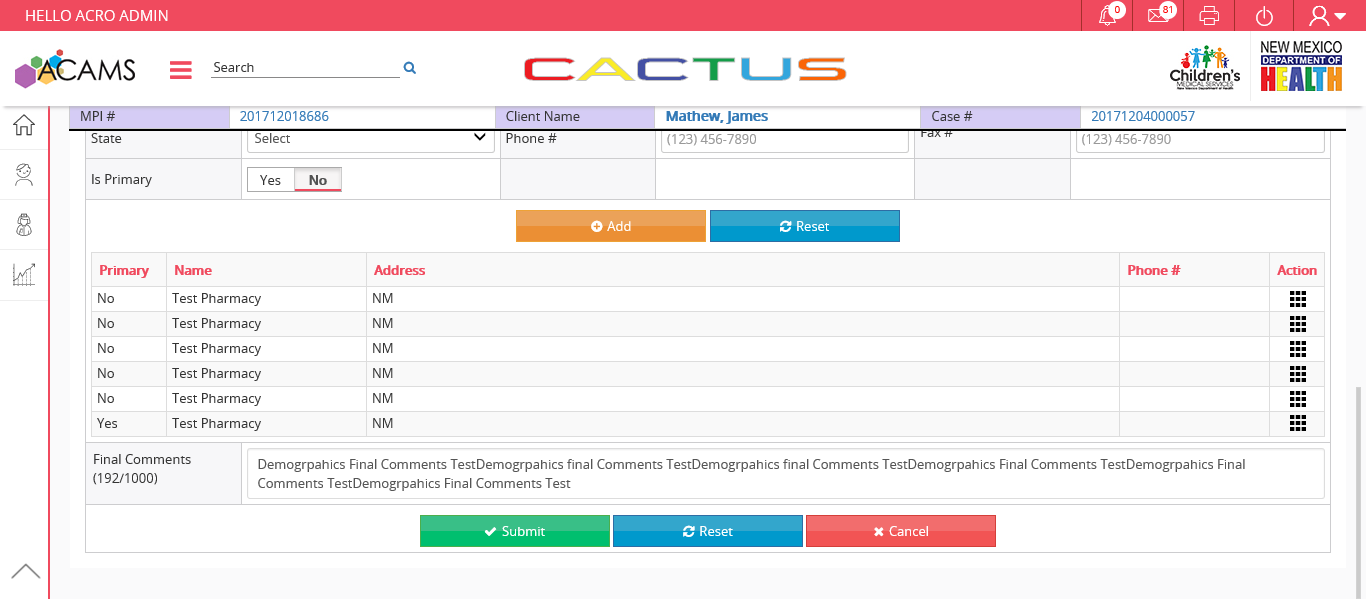 HELLO ACRO ADMIN 0 81
ACAMS Search CACTUS Children's MEDICAL SERVICES New Mexico Department of Health NEW MEXICO DEPARTMENT OF HEALTH
MPI # 201712018686 Client Name Mathew, James Case # 20171204000057
State Select Phone # (123) 456-7890 Fax # (123) 456-7890
Is Primary Yes No
Add Reset
Primary Name Address Phone # Action
No Test Pharmacy NM
No Test Pharmacy NM
No Test Pharmacy NM
No Test Pharmacy NM
No Test Pharmacy NM
Yes Test Pharmacy NM
Final Comments
(192/1000)
Demogrpahics Final Comments TestDemogrpahics final Comments TestDemogrpahics final Comments TestDemogrpahics Final Comments TestDemogrpahics Final
Comments TestDemogrpahics Final Comments Test
Submit Reset Cancel